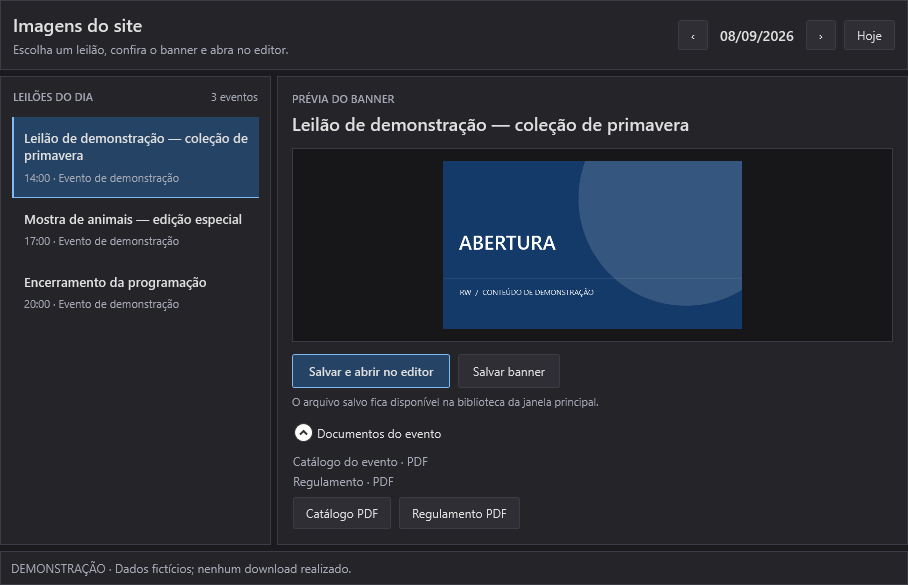 Imagens do site
Escolha um leilão, confira o banner e abra no editor.
‹ 08/09/2026 › Hoje
LEILÕES DO DIA 3 eventos
Leilão de demonstração — coleção de
primavera
14:00 · Evento de demonstração
Mostra de animais — edição especial
17:00 · Evento de demonstração
Encerramento da programação
20:00 · Evento de demonstração
PRÉVIA DO BANNER
Leilão de demonstração — coleção de primavera
ABERTURA
RW / CONTEÚDO DE DEMONSTRAÇÃO
Salvar e abrir no editor Salvar banner
O arquivo salvo fica disponível na biblioteca da janela principal.
Documentos do evento
Catálogo do evento · PDF
Regulamento · PDF
Catálogo PDF Regulamento PDF
DEMONSTRAÇÃO · Dados fictícios; nenhum download realizado.